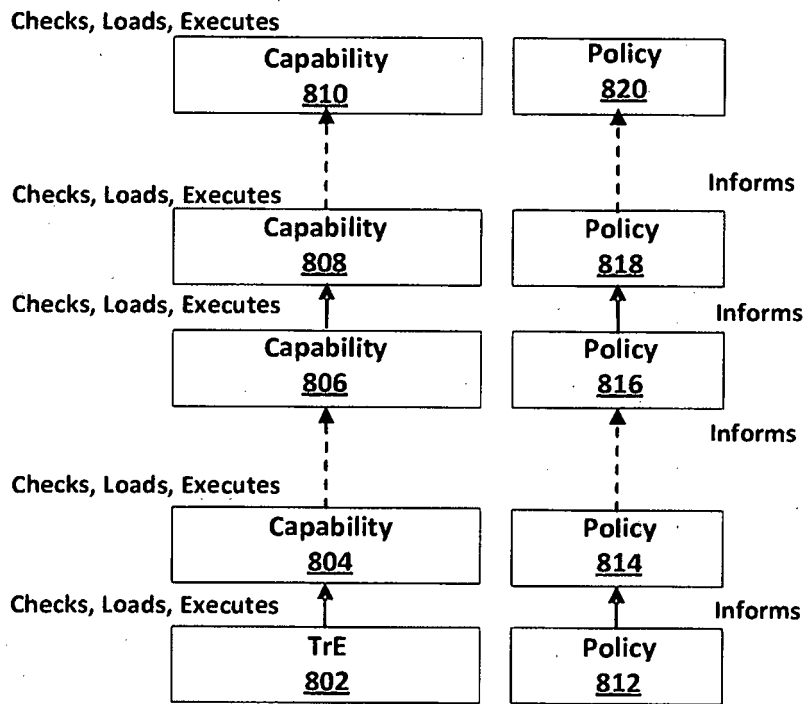 Checks, Loads, Executes
Capability
810
Policy
820
Informs
Checks, Loads, Executes
Capability
808
Policy
818
Checks, Loads, Executes
Informs
Capability
806
Policy
816
Informs
Checks, Loads, Executes
Capability
804
Policy
814
Checks, Loads, Executes
Informs
TrE
802
Policy
812